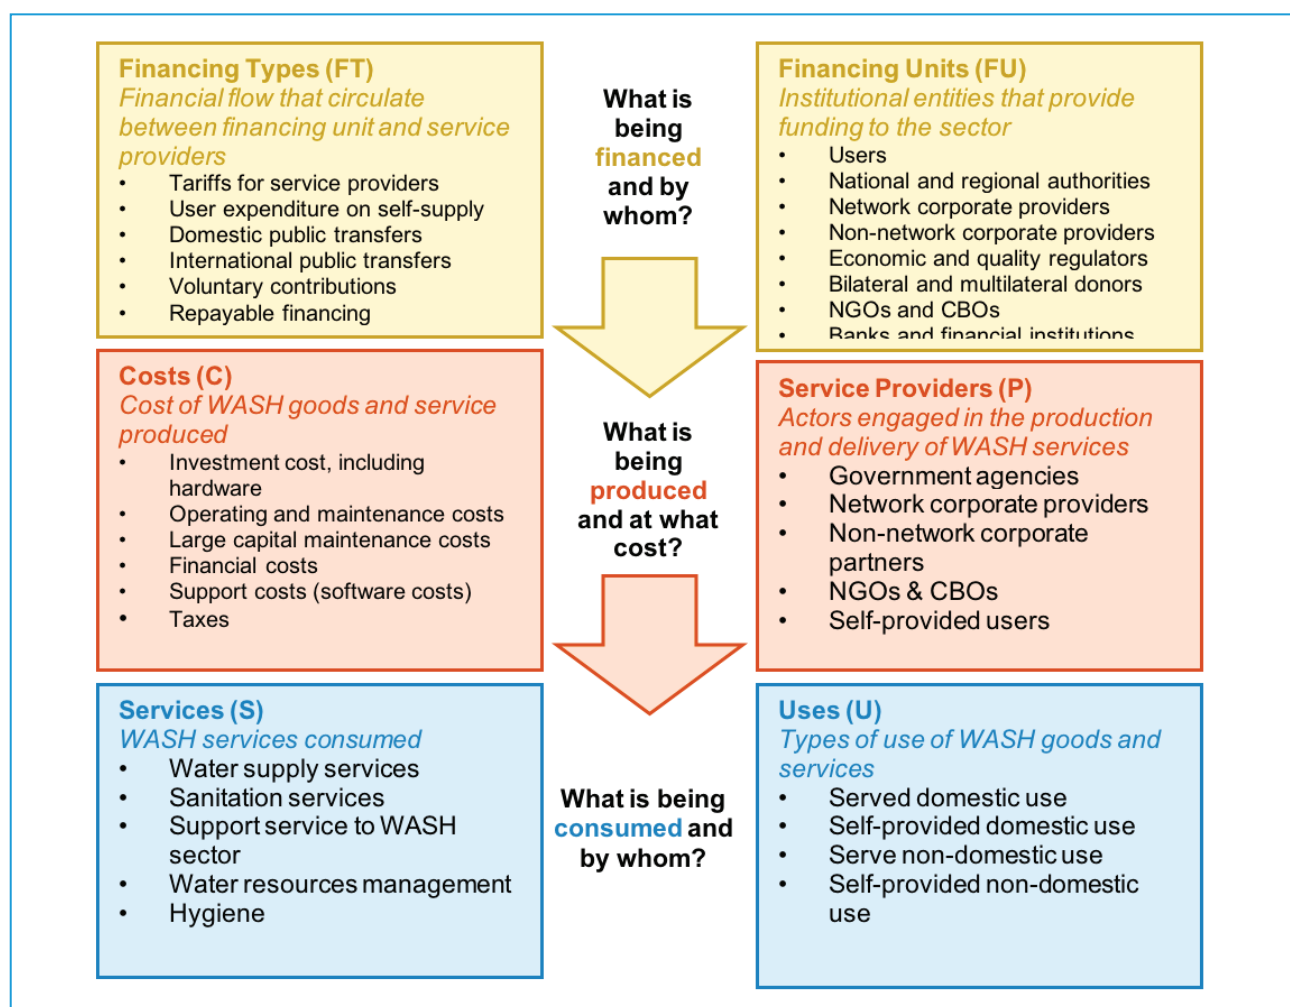 Financing Types (FT)
Financial flow that circulate
between financing unit and service
providers
• Tariffs for service providers
• User expenditure on self-supply
• Domestic public transfers
• International public transfers
• Voluntary contributions
• Repayable financing
What is
being
financed
and by
whom?
Financing Units (FU)
Institutional entities that provide
funding to the sector
• Users
• National and regional authorities
• Network corporate providers
• Non-network corporate providers
• Economic and quality regulators
• Bilateral and multilateral donors
• NGOs and CBOs
• Banks and financial institutions
Costs (C)
Cost of WASH goods and service
produced
• Investment cost, including
hardware
• Operating and maintenance costs
• Large capital maintenance costs
• Financial costs
• Support costs (software costs)
• Taxes
What is
being
produced
and at what
cost?
Service Providers (P)
Actors engaged in the production
and delivery of WASH services
• Government agencies
• Network corporate providers
• Non-network corporate
partners
• NGOs & CBOs
• Self-provided users
Services (S)
WASH services consumed
• Water supply services
• Sanitation services
• Support service to WASH
sector
• Water resources management
• Hygiene
What is being
consumed and
by whom?
Uses (U)
Types of use of WASH goods and
services
• Served domestic use
• Self-provided domestic use
• Serve non-domestic use
• Self-provided non-domestic
use